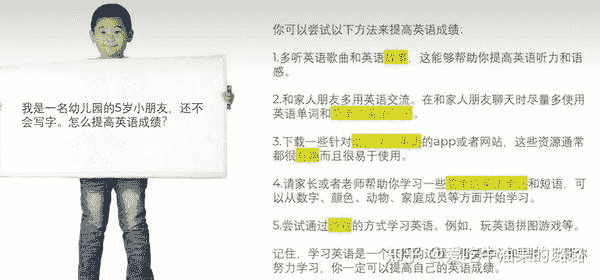 我是一名幼儿园的5岁小朋友，还不
会写字。怎么提高英语成绩?
你可以尝试以下方法来提高英语成绩:
1.多听英语歌曲和英语，这能够帮助你提高英语听力和语
感。
2.和家人朋友多用英语交流。在和家人朋友聊天时尽量多使用
英语单词和
3.下载一些针对的app或者网站，这些资源通常
都很而且很易于使用。
4.请家长或者老师帮助你学习一些和短语，可
以从数字、颜色、动物、家庭成员等方面开始学习。
5.尝试通过的方式学习英语。例如，玩英语拼图游戏等。
记住，学习英语是一个
努力学习，你一定可以提高自己的英语成绩。